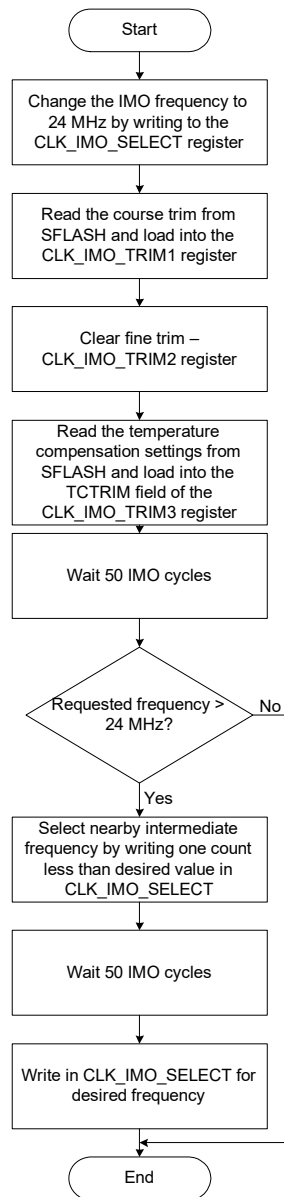 Start
Change the IMO frequency to
24 MHz by writing to the
CLK_IMO_SELECT register
Read the course trim from
SFLASH and load into the
CLK_IMO_TRIM1 register
Clear fine trim –
CLK_IMO_TRIM2 register
Read the temperature
compensation settings from
SFLASH and load into the
TCTRIM field of the
CLK_IMO_TRIM3 register
Wait 50 IMO cycles
Requested frequency >
24 MHz?
No
Yes
Select nearby intermediate
frequency by writing one count
less than desired value in
CLK_IMO_SELECT
Wait 50 IMO cycles
Write in CLK_IMO_SELECT for
desired frequency
End